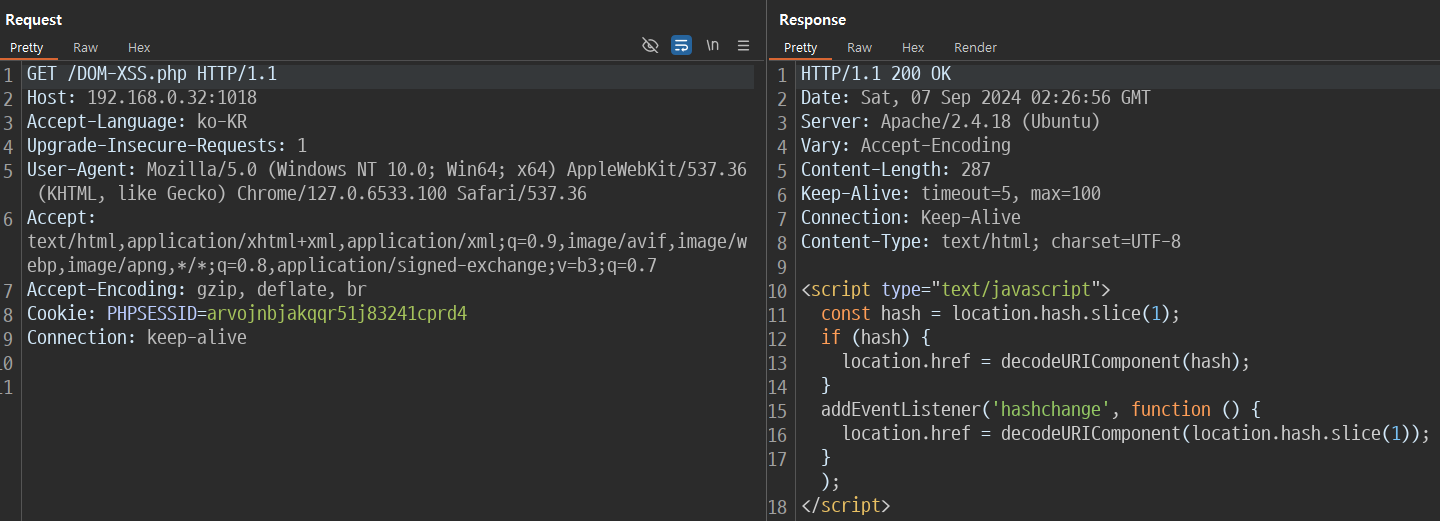 Request
Pretty Raw Hex
\n
1 GET /DOM-XSS.php HTTP/1.1
2 Host: 192.168.0.32:1018
3 Accept-Language: ko-KR
4 Upgrade-Insecure-Requests: 1
5 User-Agent: Mozilla/5.0 (Windows NT 10.0; Win64; x64) AppleWebKit/537.36
(KHTML, like Gecko) Chrome/127.0.6533.100 Safari/537.36
6 Accept:
text/html,application/xhtml+xml,application/xml;q=0.9,image/avif,image/w
ebp,image/apng,*/*;q=0.8,application/signed-exchange;v=b3;q=0.7
7 Accept-Encoding: gzip, deflate, br
8 Cookie: PHPSESSID=arvojnbjakqqr51j83241cprd4
9 Connection: keep-alive
10
11
Response
Pretty Raw Hex Render
1 HTTP/1.1 200 OK
2 Date: Sat, 07 Sep 2024 02:26:56 GMT
3 Server: Apache/2.4.18 (Ubuntu)
4 Vary: Accept-Encoding
5 Content-Length: 287
6 Keep-Alive: timeout=5, max=100
7 Connection: Keep-Alive
8 Content-Type: text/html; charset=UTF-8
9
10 <script type="text/javascript">
11 const hash = location.hash.slice(1);
12 if (hash) {
13 location.href = decodeURIComponent(hash);
14 }
15 addEventListener('hashchange', function () {
16 location.href = decodeURIComponent(location.hash.slice(1));
17 }
);
18 </script>